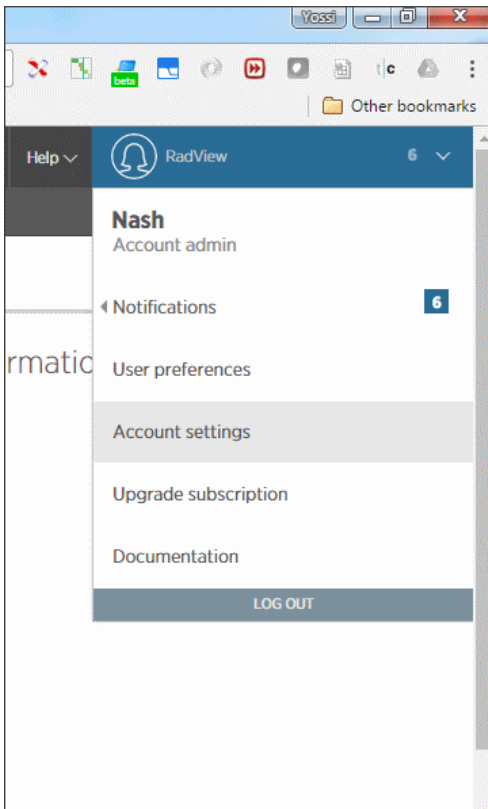 Yossi
beta
t|c
Other bookmarks
Help
RadView 6
Nash
Account admin
Notifications 6
rmatic
User preferences
Account settings
Upgrade subscription
Documentation
LOG OUT